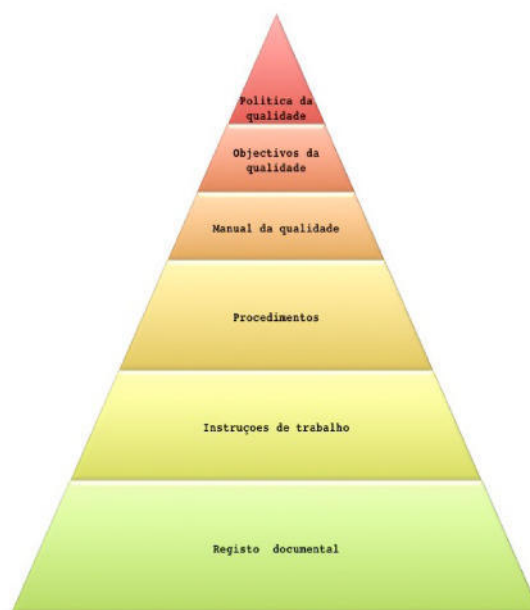 Politica da
qualidade
Objectivos da
qualidade
Manual da qualidade
Procedimentos
Instruçoes de trabalho
Registo documental